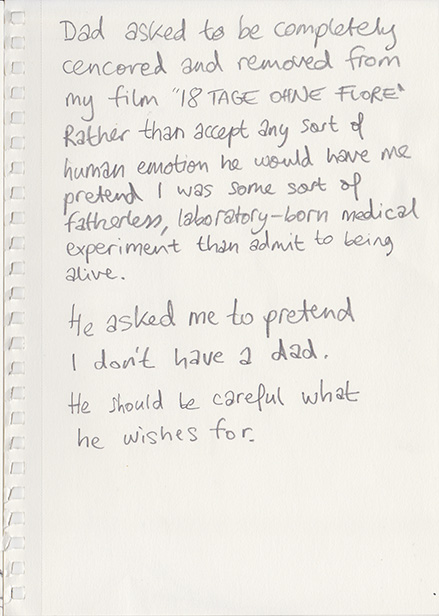 Dad asked to be completely
cencored and removed from
my film "18 TAGE OHNE FLORE"
Rather than accept any sort of
human emotion he would have me
pretend I was some sort of
fatherless, laboratory-born medical
experiment than admit to being
alive.
He asked me to pretend
I don't have a dad.
He should be careful what
he wishes for.